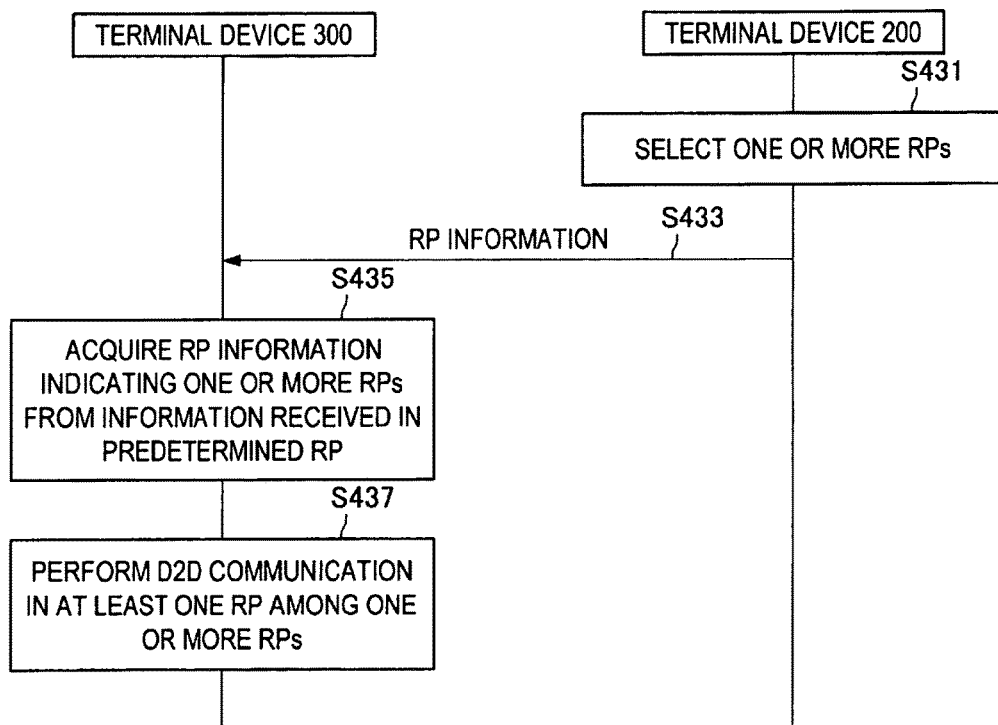 TERMINAL DEVICE 300
TERMINAL DEVICE 200
S431
SELECT ONE OR MORE RPs
S433
RP INFORMATION
S435
ACQUIRE RP INFORMATION
INDICATING ONE OR MORE RPs
FROM INFORMATION RECEIVED IN
PREDETERMINED RP
S437
PERFORM D2D COMMUNICATION
IN AT LEAST ONE RP AMONG ONE
OR MORE RPs